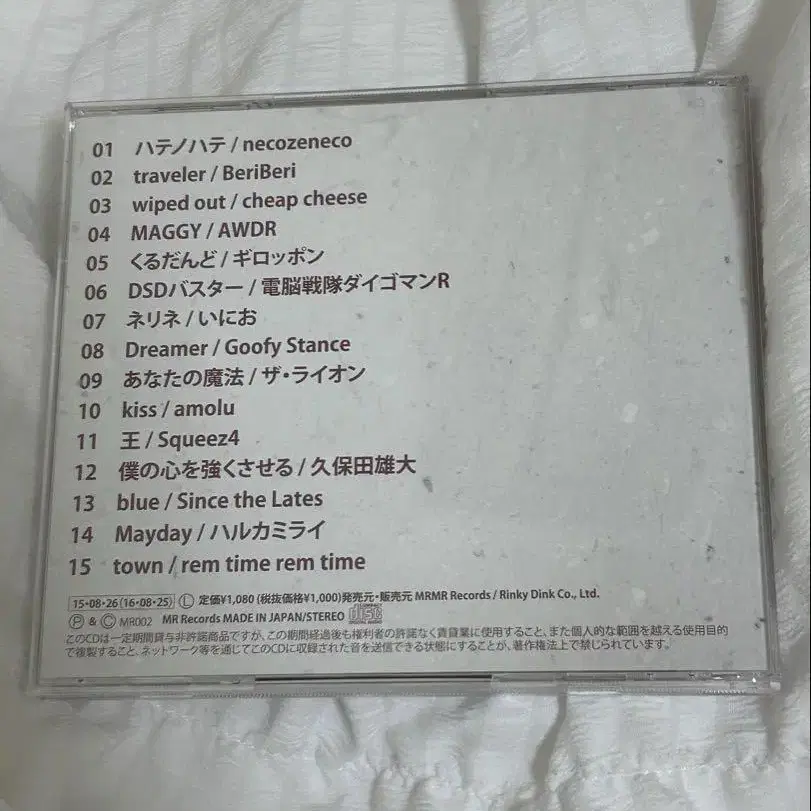 01 ハテノハテ / necozeneco
02 traveler / BeriBeri
03 wiped out / cheap cheese
04 MAGGY / AWDR
05 くるだんど / ギロッポン
06 DSDバスター / 電脳戦隊ダイゴマンR
07 ネリネ / いにお
08 Dreamer / Goofy Stance
09 あなたの魔法 / ザ・ライオン
10 kiss / amolu
11 王 / Squeez4
12 僕の心を強くさせる / 久保田雄大
13 blue / Since the Lates
14 Mayday / ハルカミライ
15 town / rem time rem time
15・08・26 (16・08・25) Ⓛ 定価¥1,080 (税抜価格¥1,000) 発売元・販売元 MRMR Records / Rinky Dink Co., Ltd.
Ⓟ & Ⓒ MR002 MR Records MADE IN JAPAN/STEREO COMPACT disc DIGITAL AUDIO
このCDは一定期間貸与非許諾商品ですが、この期間経過後も権利者の許諾なく賃貸業に使用すること、また個人的な範囲を越える使用目的
で複製すること、ネットワーク等を通じてこのCDに収録された音を送信できる状態にすることが、著作権法上で禁じられています。